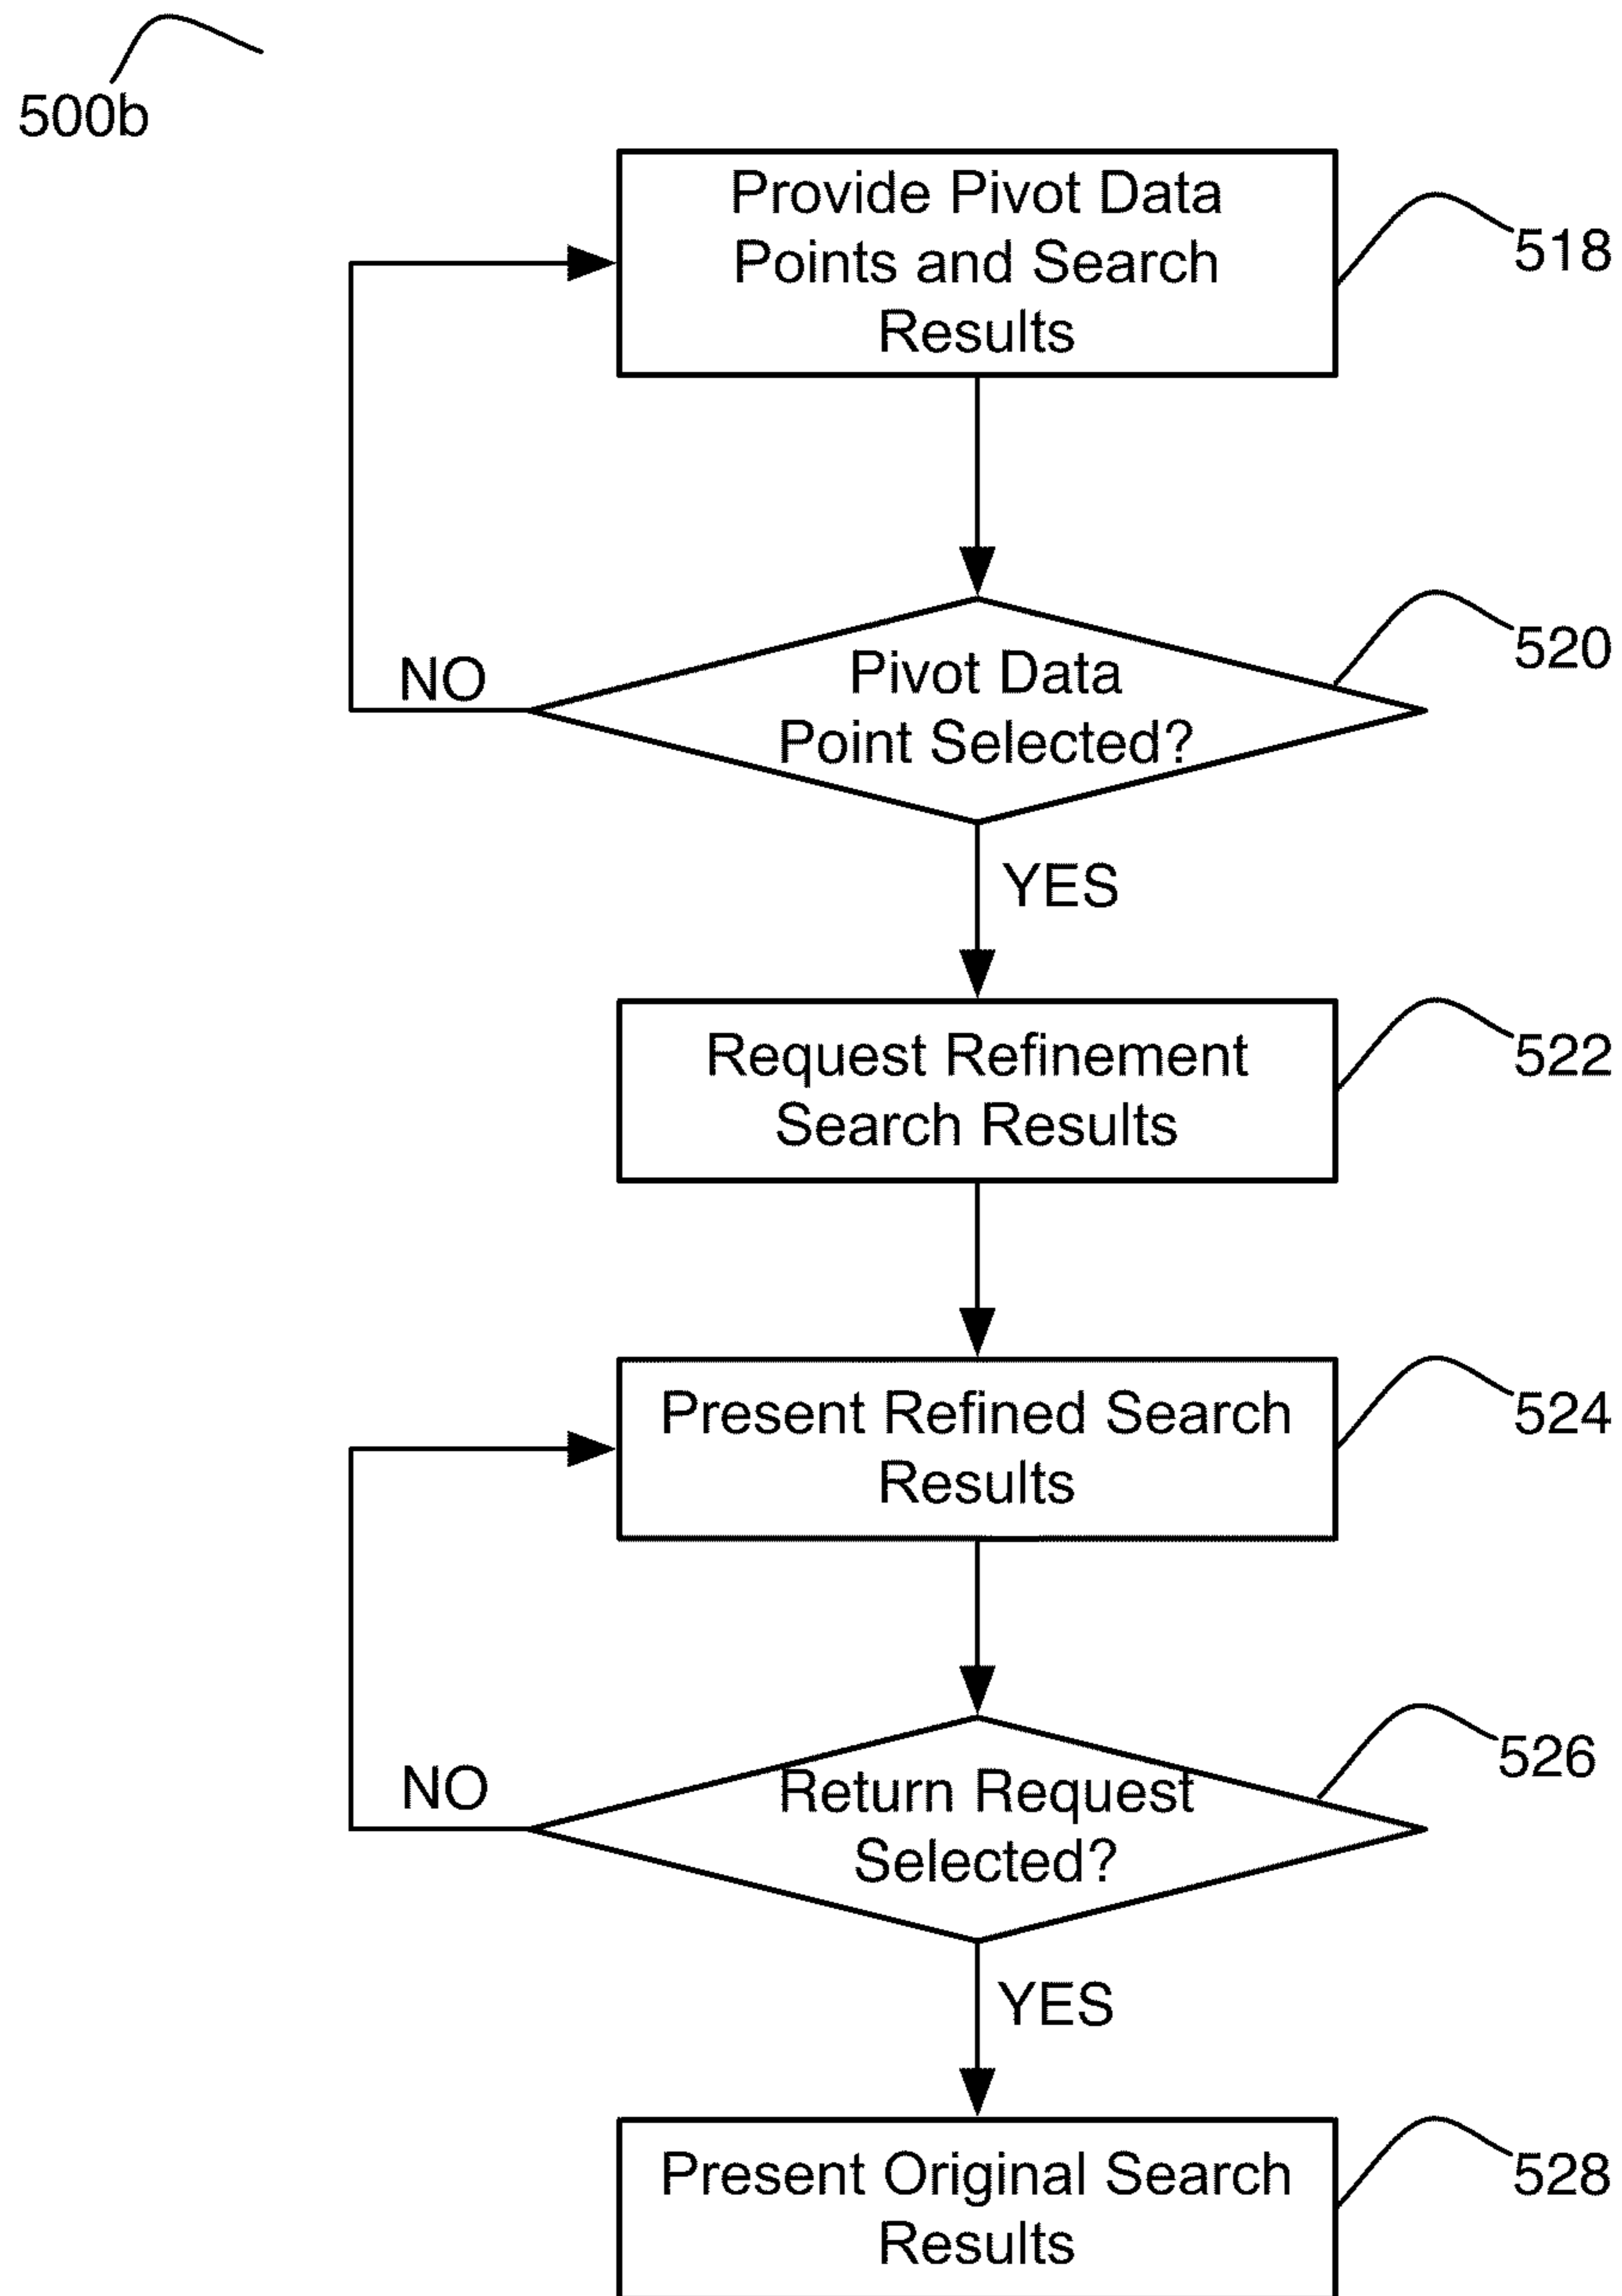 500b
Provide Pivot Data
Points and Search
Results
518
Pivot Data
Point Selected?
520
NO
YES
Request Refinement
Search Results
522
Present Refined Search
Results
524
Return Request
Selected?
526
NO
YES
Present Original Search
Results
528